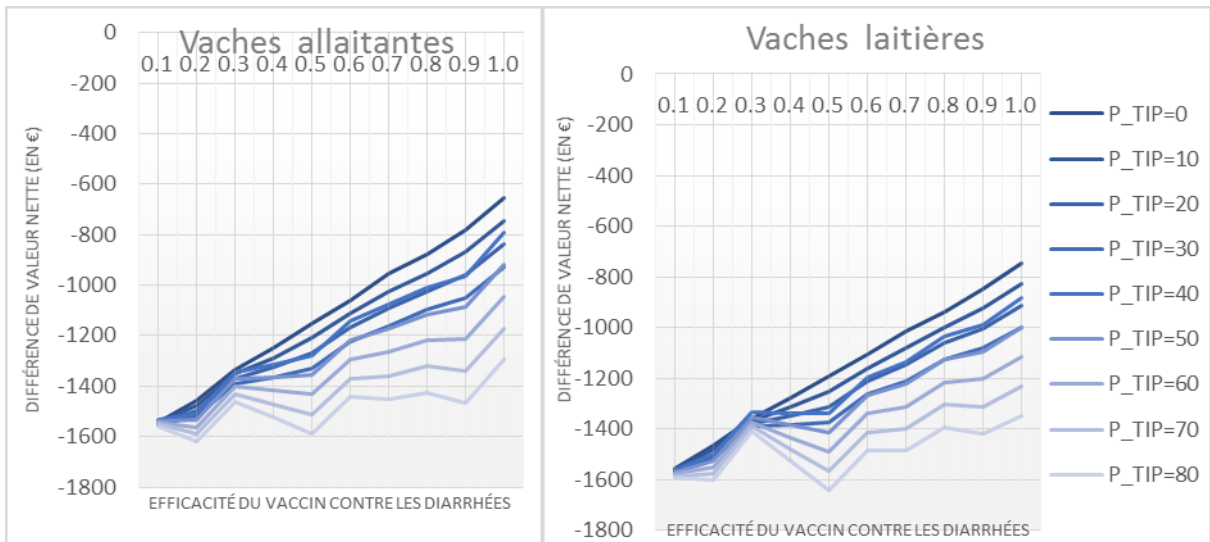 Vaches allaitantes
0
0.1 0.2 0.3 0.4 0.5 0.6 0.7 0.8 0.9 1.0
-200
-400
-600
-800
-1000
-1200
-1400
-1600
-1800
DIFFÉRENCE DE VALEUR NETTE (EN €)
EFFICACITÉ DU VACCIN CONTRE LES DIARRHÉES
Vaches laitières
0
0.1 0.2 0.3 0.4 0.5 0.6 0.7 0.8 0.9 1.0
-200
-400
-600
-800
-1000
-1200
-1400
-1600
-1800
DIFFÉRENCE DE VALEUR NETTE (EN €)
EFFICACITÉ DU VACCIN CONTRE LES DIARRHÉES
P_TIP=0
P_TIP=10
P_TIP=20
P_TIP=30
P_TIP=40
P_TIP=50
P_TIP=60
P_TIP=70
P_TIP=80